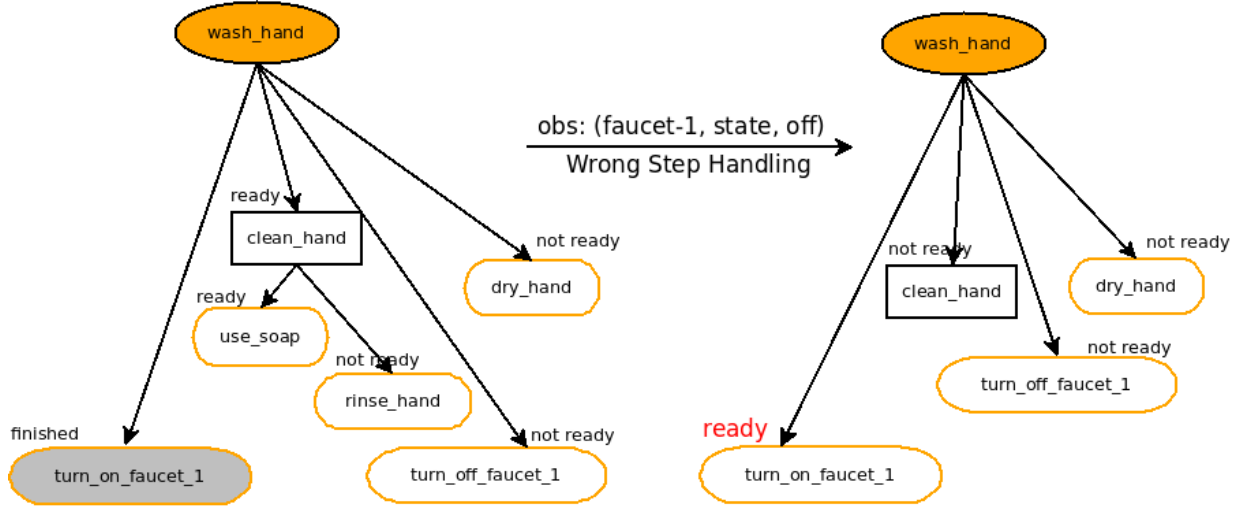 wash_hand
wash_hand
obs: (faucet-1, state, off)
Wrong Step Handling
ready
clean_hand
not ready
dry_hand
ready
use_soap
not ready
rinse_hand
finished
turn_on_faucet_1
not ready
turn_off_faucet_1
not ready
clean_hand
not ready
dry_hand
not ready
turn_off_faucet_1
ready
turn_on_faucet_1